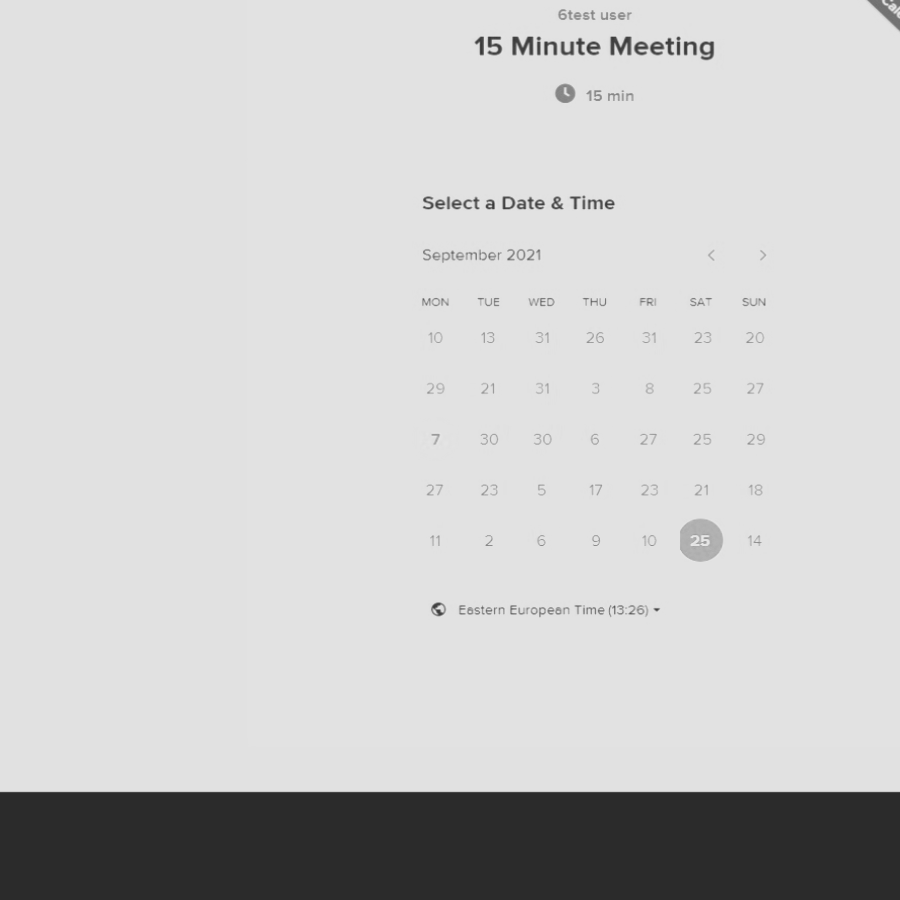 6test user
15 Minute Meeting
15 min
Select a Date & Time
September 2021
MON TUE WED THU FRI SAT SUN
10 13 31 26 31 23 20
29 21 31 3 8 25 27
7 30 30 6 27 25 29
27 23 5 17 23 21 18
11 2 6 9 10 25 14
Eastern European Time (13:26)